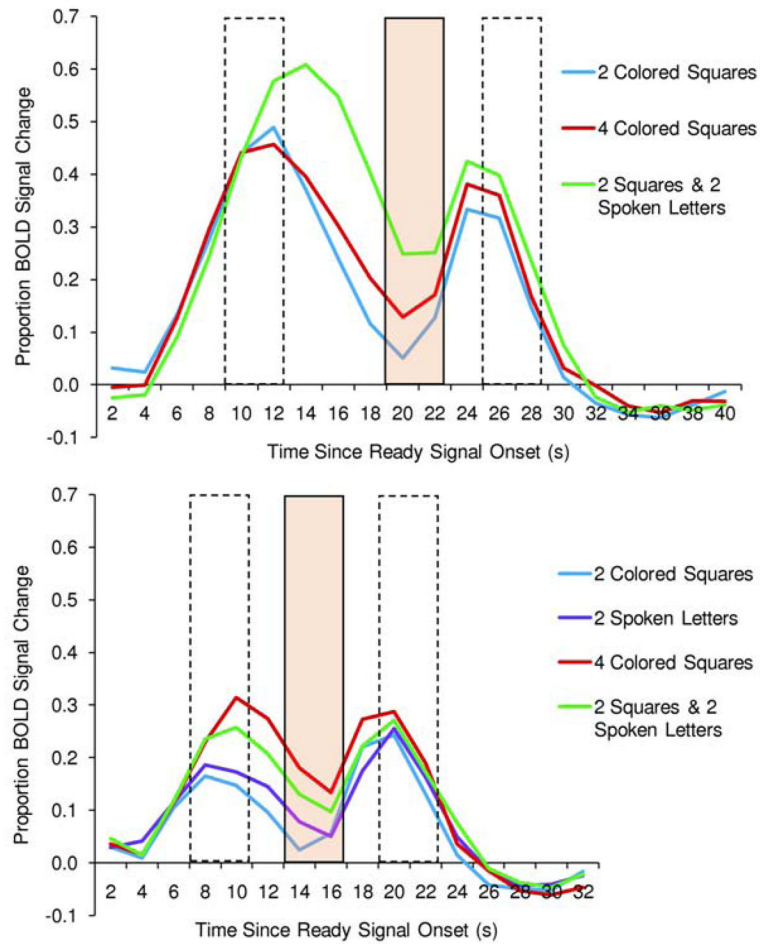 0.7
0.6
0.5
0.4
0.3
0.2
0.1
0.0
-0.1
Proportion BOLD Signal Change
2 Colored Squares
4 Colored Squares
2 Squares & 2
Spoken Letters
2 4 6 8 10 12 14 16 18 20 22 24 26 28 30 32 34 36 38 40
Time Since Ready Signal Onset (s)
0.7
0.6
0.5
0.4
0.3
0.2
0.1
0.0
-0.1
Proportion BOLD Signal Change
2 Colored Squares
2 Spoken Letters
4 Colored Squares
2 Squares & 2
Spoken Letters
2 4 6 8 10 12 14 16 18 20 22 24 26 28 30 32
Time Since Ready Signal Onset (s)